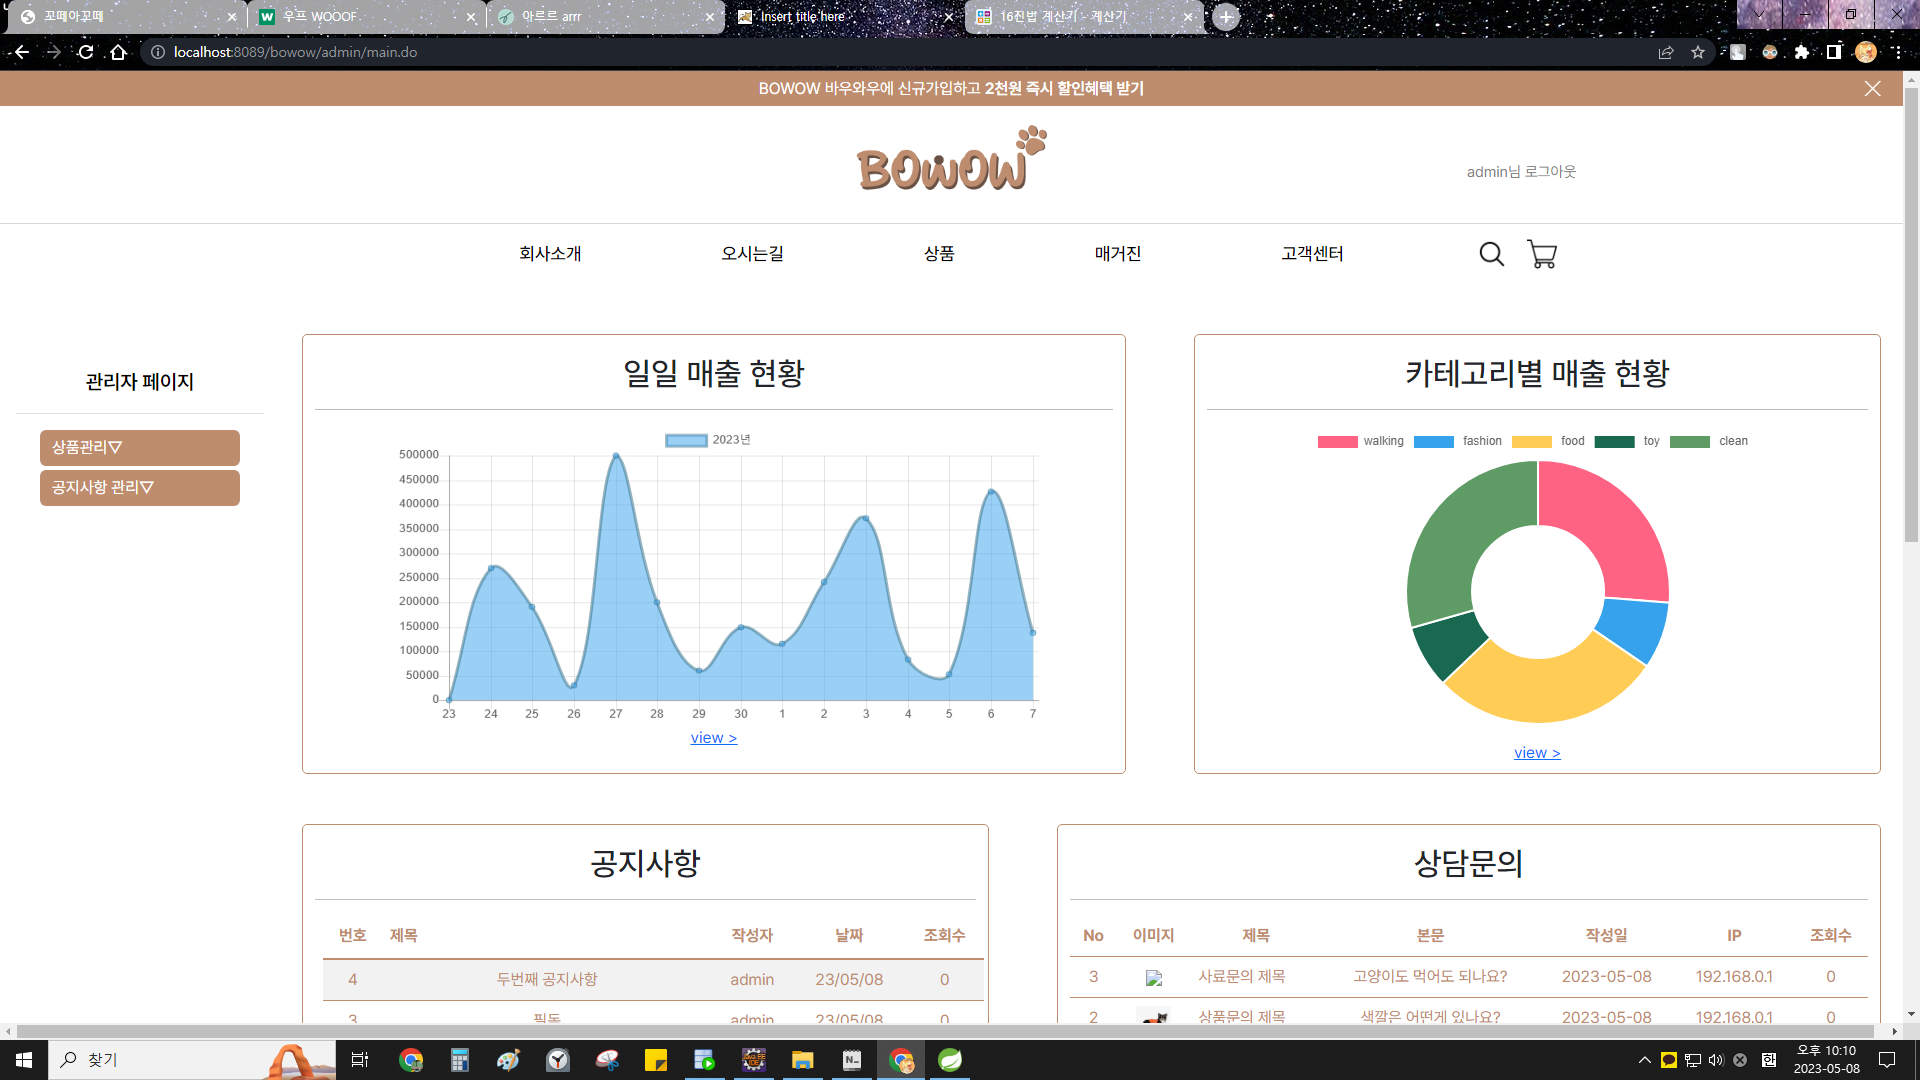 꼬떼아꼬떼
우프 WOOOF
아르르 arrr
Insert title here
16진법 계산기 - 계산기
localhost:8089/bowow/admin/main.do
BOWOW 바우와우에 신규가입하고 2천원 즉시 할인혜택 받기
BOWOW
admin님 로그아웃
회사소개 오시는길 상품 매거진 고객센터
관리자 페이지
상품관리▽
공지사항 관리▽
일일 매출 현황
2023년
500000
450000
400000
350000
300000
250000
200000
150000
100000
50000
0
23 24 25 26 27 28 29 30 1 2 3 4 5 6 7
view >
카테고리별 매출 현황
walking fashion food toy clean
view >
공지사항
번호 제목 작성자 날짜 조회수
4 두번째 공지사항 admin 23/05/08 0
3 필독 admin 23/05/08 0
상담문의
No 이미지 제목 본문 작성일 IP 조회수
3 사료문의 제목 고양이도 먹어도 되나요? 2023-05-08 192.168.0.1 0
2 상품문의 제목 색깔은 어떤게 있나요? 2023-05-08 192.168.0.1 0
찾기
한
오후 10:10
2023-05-08